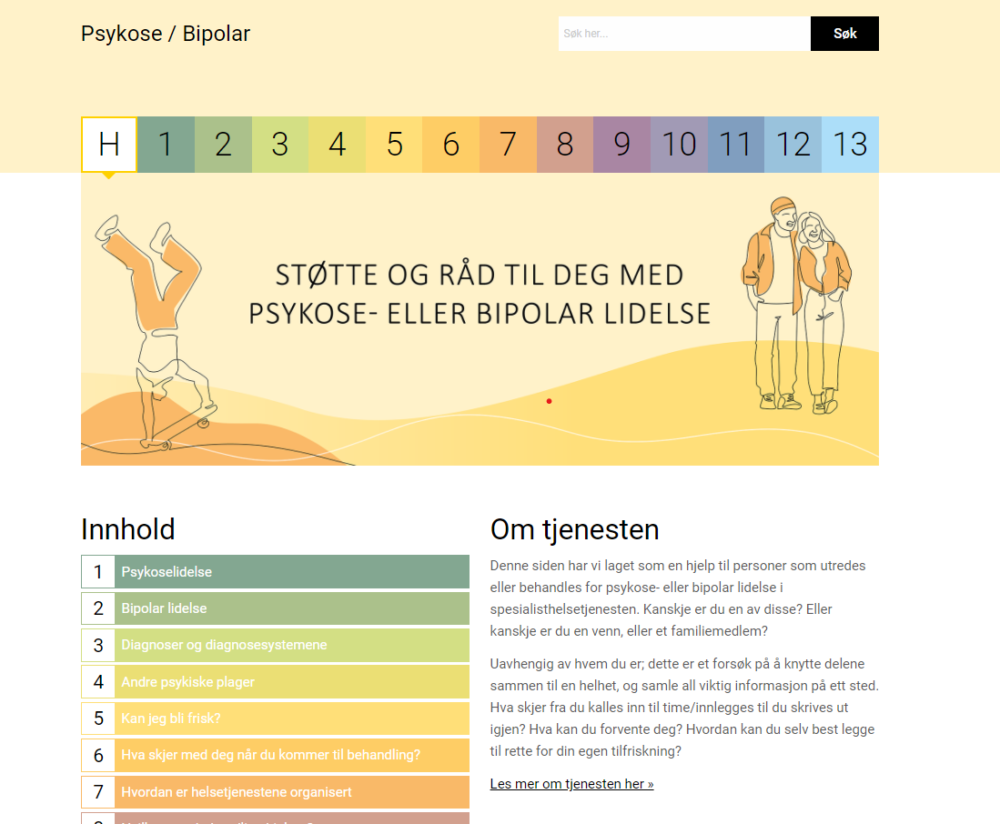 Psykose / Bipolar
Søk her...
Søk
H 1 2 3 4 5 6 7 8 9 10 11 12 13
STØTTE OG RÅD TIL DEG MED
PSYKOSE- ELLER BIPOLAR LIDELSE
Innhold
1 Psykoselidelse
2 Bipolar lidelse
3 Diagnoser og diagnosesystemene
4 Andre psykiske plager
5 Kan jeg bli frisk?
6 Hva skjer med deg når du kommer til behandling?
7 Hvordan er helsetjenestene organisert
Om tjenesten
Denne siden har vi laget som en hjelp til personer som utredes
eller behandles for psykose- eller bipolar lidelse i
spesialisthelsetjenesten. Kanskje er du en av disse? Eller
kanskje er du en venn, eller et familiemedlem?
Uavhengig av hvem du er; dette er et forsøk på å knytte delene
sammen til en helhet, og samle all viktig informasjon på ett sted.
Hva skjer fra du kalles inn til time/innlegges til du skrives ut
igjen? Hva kan du forvente deg? Hvordan kan du selv best legge
til rette for din egen tilfriskning?
Les mer om tjenesten her »